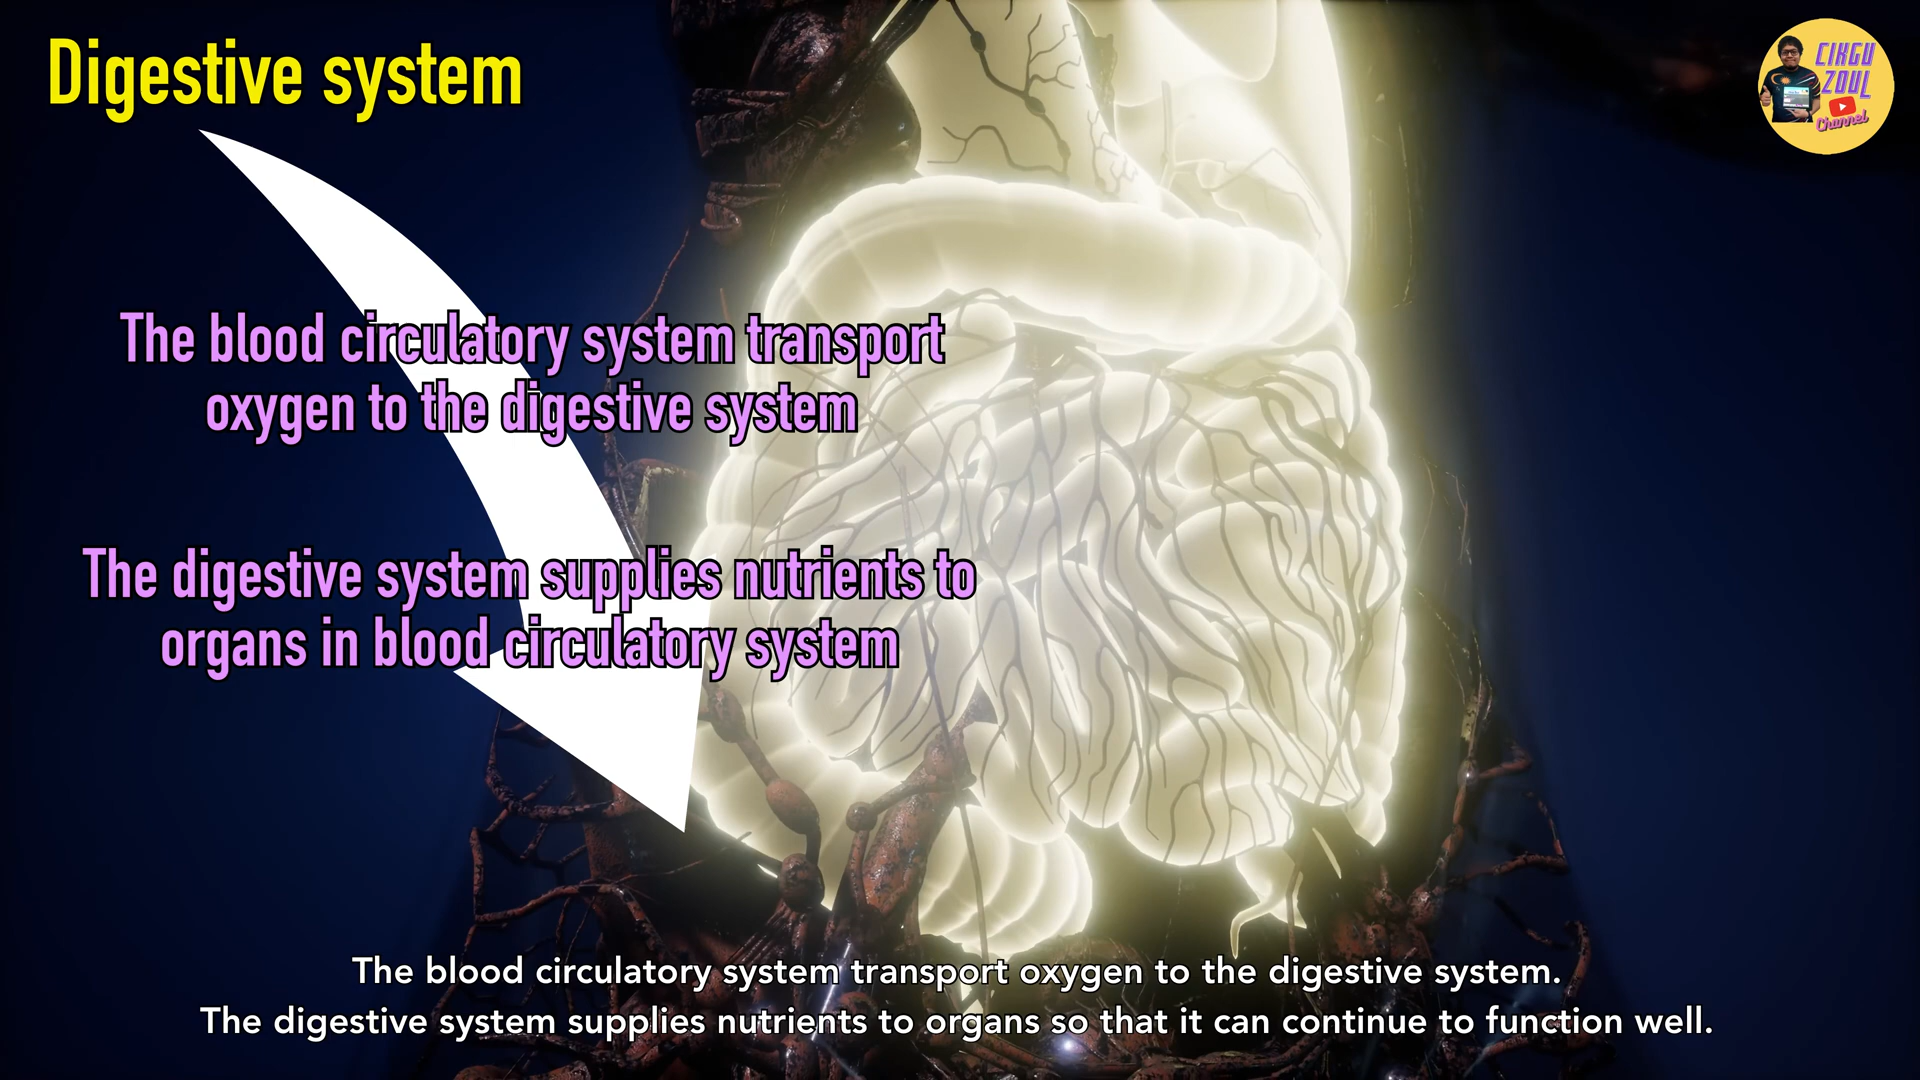 Digestive system
CIKGU
ZOUL
Channel
The blood circulatory system transport
oxygen to the digestive system
The digestive system supplies nutrients to
organs in blood circulatory system
The blood circulatory system transport oxygen to the digestive system.
The digestive system supplies nutrients to organs so that it can continue to function well.